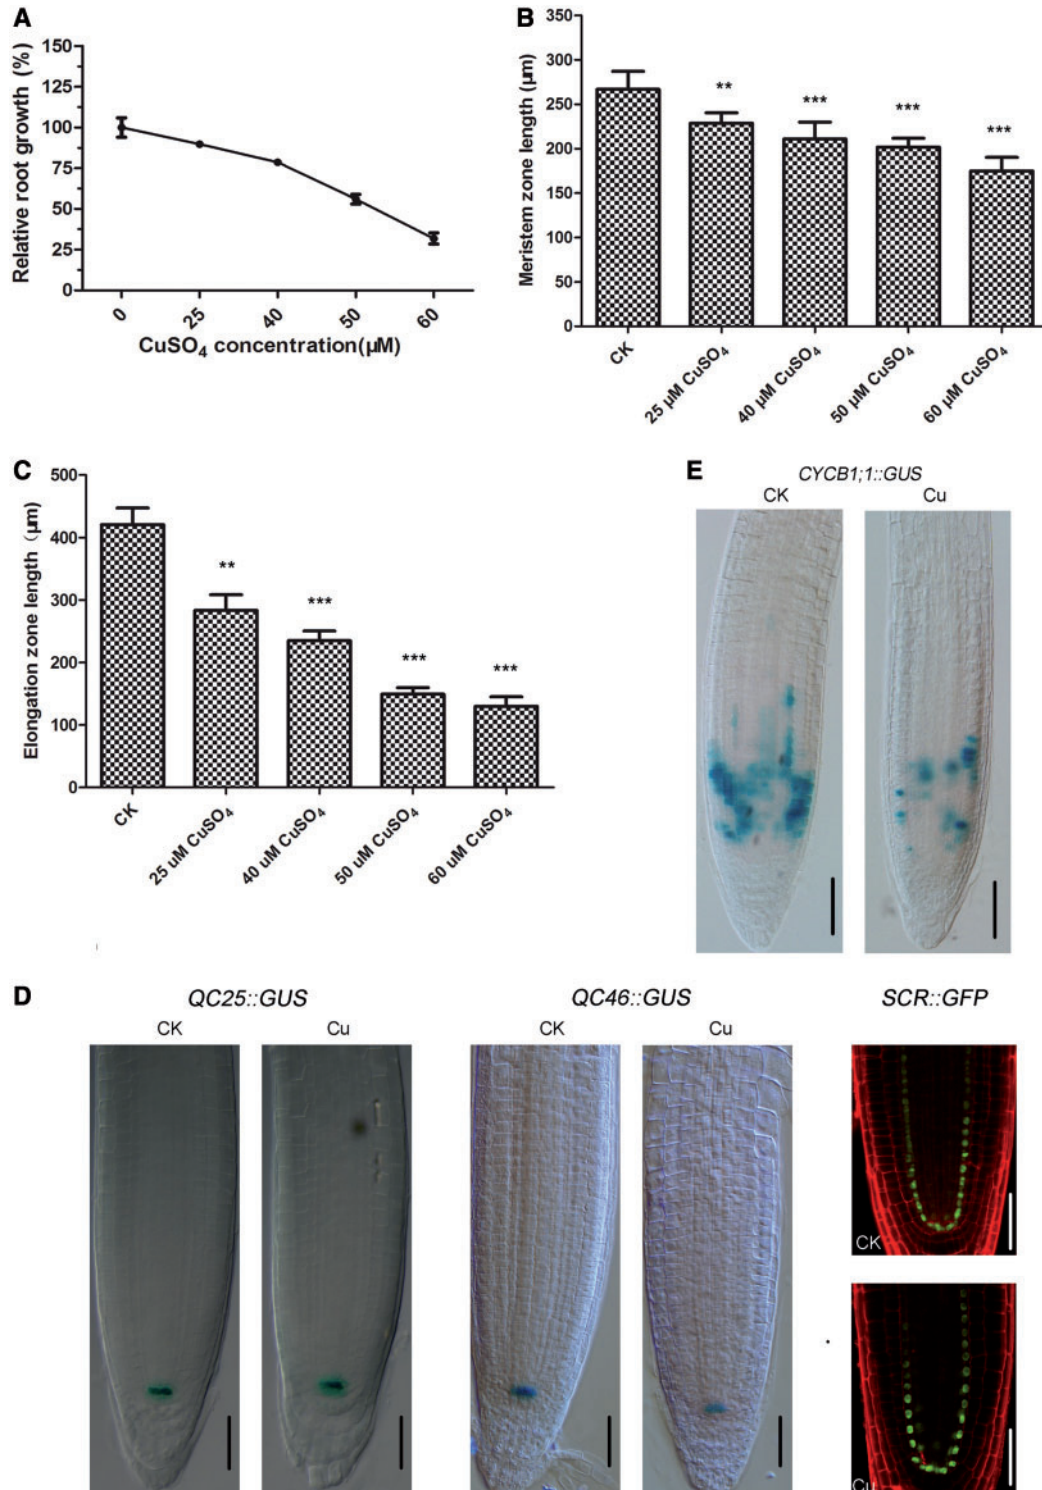 A
150
125
100
75
50
25
0
Relative root growth (%)
0
25
40
50
60
CuSO4 concentration(μM)
B
350
300
250
200
150
100
50
0
Meristem zone length (μm)
**
***
***
***
CK
25 μM CuSO4
40 μM CuSO4
50 μM CuSO4
60 μM CuSO4
C
500
400
300
200
100
0
Elongation zone length (μm)
**
***
***
***
CK
25 uM CuSO4
40 uM CuSO4
50 uM CuSO4
60 uM CuSO4
E
CYCB1;1::GUS
CK
Cu
D
QC25::GUS
CK
Cu
QC46::GUS
CK
Cu
SCR::GFP
CK
Cu